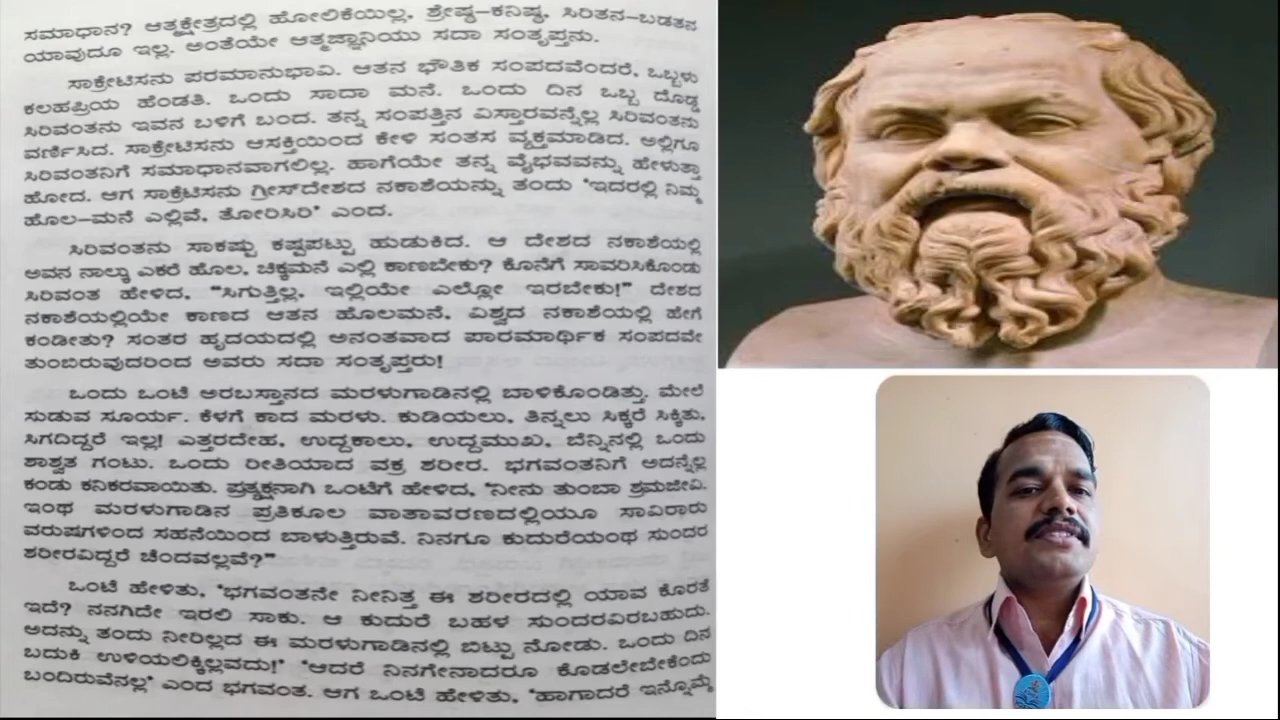 ಸಮಾಧಾನ? ಆತ್ಮಕ್ಷೇತ್ರದಲ್ಲಿ ಹೋಲಿಕೆಯಿಲ್ಲ, ಶ್ರೇಷ್ಠ–ಕನಿಷ್ಠ, ಸಿರಿತನ–ಬಡತನ
ಯಾವುದೂ ಇಲ್ಲ. ಅಂತೆಯೇ ಆತ್ಮಜ್ಞಾನಿಯು ಸದಾ ಸಂತೃಪ್ತನು.
ಸಾಕ್ರೇಟಿಸನು ಪರಮಾನುಭಾವಿ. ಆತನ ಭೌತಿಕ ಸಂಪದವೆಂದರೆ, ಒಬ್ಬಳು
ಕಲಹಪ್ರಿಯ ಹೆಂಡತಿ. ಒಂದು ಸಾದಾ ಮನೆ. ಒಂದು ದಿನ ಒಬ್ಬ ದೊಡ್ಡ
ಸಿರಿವಂತನು ಇವನ ಬಳಿಗೆ ಬಂದ. ತನ್ನ ಸಂಪತ್ತಿನ ವಿಸ್ತಾರವನ್ನೆಲ್ಲ ಸಿರಿವಂತನು
ವರ್ಣಿಸಿದ. ಸಾಕ್ರೇಟಿಸನು ಆಸಕ್ತಿಯಿಂದ ಕೇಳಿ ಸಂತಸ ವ್ಯಕ್ತಮಾಡಿದ. ಅಲ್ಲಿಗೂ
ಸಿರಿವಂತನಿಗೆ ಸಮಾಧಾನವಾಗಲಿಲ್ಲ. ಹಾಗೆಯೇ ತನ್ನ ವೈಭವವನ್ನು ಹೇಳುತ್ತಾ
ಹೋದ. ಆಗ ಸಾಕ್ರೆಟಿಸನು ಗ್ರೀಸ್‌ದೇಶದ ನಕಾಶೆಯನ್ನು ತಂದು 'ಇದರಲ್ಲಿ ನಿಮ್ಮ
ಹೊಲ–ಮನೆ ಎಲ್ಲಿವೆ, ತೋರಿಸಿರಿ' ಎಂದ.
ಸಿರಿವಂತನು ಸಾಕಷ್ಟು ಕಷ್ಟಪಟ್ಟು ಹುಡುಕಿದ. ಆ ದೇಶದ ನಕಾಶೆಯಲ್ಲಿ
ಅವನ ನಾಲ್ಕು ಎಕರೆ ಹೊಲ, ಚಿಕ್ಕಮನೆ ಎಲ್ಲಿ ಕಾಣಬೇಕು? ಕೊನೆಗೆ ಸಾವರಿಸಿಕೊಂಡು
ಸಿರಿವಂತ ಹೇಳಿದ, "ಸಿಗುತ್ತಿಲ್ಲ, ಇಲ್ಲಿಯೇ ಎಲ್ಲೋ ಇರಬೇಕು!" ದೇಶದ
ನಕಾಶೆಯಲ್ಲಿಯೇ ಕಾಣದ ಆತನ ಹೊಲಮನೆ, ವಿಶ್ವದ ನಕಾಶೆಯಲ್ಲಿ ಹೇಗೆ
ಕಂಡೀತು? ಸಂತರ ಹೃದಯದಲ್ಲಿ ಅನಂತವಾದ ಪಾರಮಾರ್ಥಿಕ ಸಂಪದವೇ
ತುಂಬಿರುವುದರಿಂದ ಅವರು ಸದಾ ಸಂತೃಪ್ತರು!
ಒಂದು ಒಂಟೆ ಅರಬಸ್ತಾನದ ಮರಳುಗಾಡಿನಲ್ಲಿ ಬಾಳಿಕೊಂಡಿತ್ತು. ಮೇಲೆ
ಸುಡುವ ಸೂರ್ಯ. ಕೆಳಗೆ ಕಾದ ಮರಳು. ಕುಡಿಯಲು, ತಿನ್ನಲು ಸಿಕ್ಕರೆ ಸಿಕ್ಕಿತು,
ಸಿಗದಿದ್ದರೆ ಇಲ್ಲ! ಎತ್ತರದೇಹ, ಉದ್ದಕಾಲು, ಉದ್ದಮುಖ, ಬೆನ್ನಿನಲ್ಲಿ ಒಂದು
ಶಾಶ್ವತ ಗಂಟು. ಒಂದು ರೀತಿಯಾದ ವಕ್ರ ಶರೀರ. ಭಗವಂತನಿಗೆ ಅದನ್ನೆಲ್ಲ
ಕಂಡು ಕನಿಕರವಾಯಿತು. ಪ್ರತ್ಯಕ್ಷನಾಗಿ ಒಂಟೆಗೆ ಹೇಳಿದ, 'ನೀನು ತುಂಬಾ ಶ್ರಮಜೀವಿ.
ಇಂಥ ಮರಳುಗಾಡಿನ ಪ್ರತಿಕೂಲ ವಾತಾವರಣದಲ್ಲಿಯೂ ಸಾವಿರಾರು
ವರುಷಗಳಿಂದ ಸಹನೆಯಿಂದ ಬಾಳುತ್ತಿರುವೆ. ನಿನಗೂ ಕುದುರೆಯಂಥ ಸುಂದರ
ಶರೀರವಿದ್ದರೆ ಚೆಂದವಲ್ಲವೆ?"
ಒಂಟೆ ಹೇಳಿತು, 'ಭಗವಂತನೇ ನೀನಿತ್ತ ಈ ಶರೀರದಲ್ಲಿ ಯಾವ ಕೊರತೆ
ಇದೆ? ನನಗಿದೇ ಇರಲಿ ಸಾಕು. ಆ ಕುದುರೆ ಬಹಳ ಸುಂದರವಿರಬಹುದು.
ಅದನ್ನು ತಂದು ನೀರಿಲ್ಲದ ಈ ಮರಳುಗಾಡಿನಲ್ಲಿ ಬಿಟ್ಟು ನೋಡು. ಒಂದು ದಿನ
ಬದುಕಿ ಉಳಿಯಲಿಕ್ಕಿಲ್ಲವದು!' 'ಆದರೆ ನಿನಗೇನಾದರೂ ಕೊಡಲೇಬೇಕೆಂದು
ಬಂದಿರುವೆನಲ್ಲ' ಎಂದ ಭಗವಂತ. ಆಗ ಒಂಟೆ ಹೇಳಿತು, 'ಹಾಗಾದರೆ ಇನ್ನೊಮ್ಮೆ